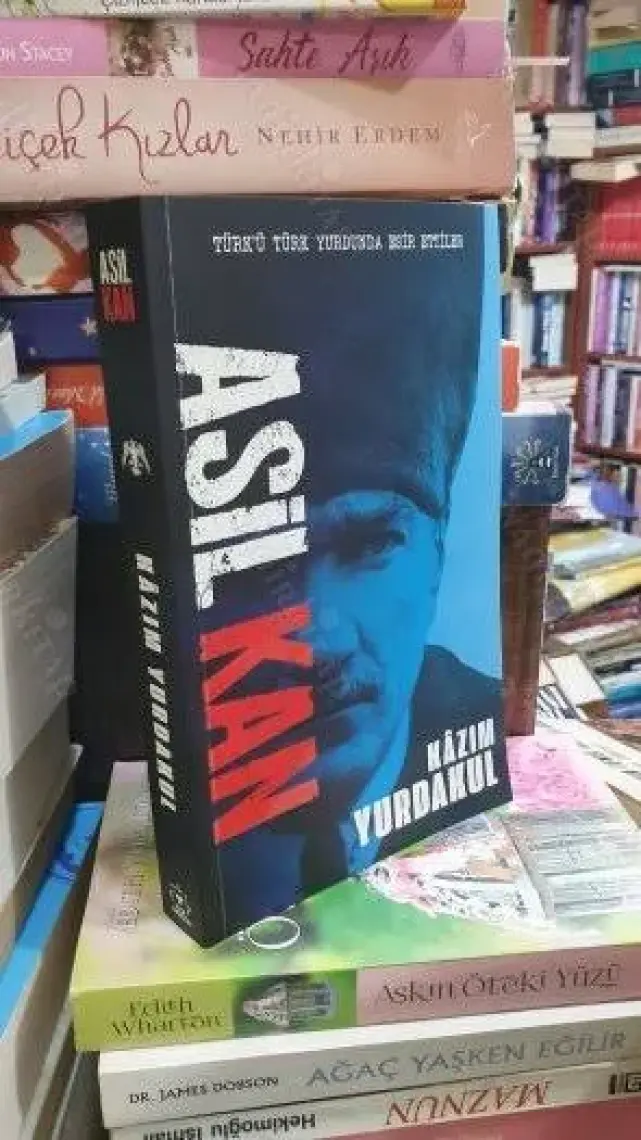 Sahte Aşık
Kızlar NEHİR ERDEM
TÜRK'Ü TÜRK YURDUNDA ESİR ETTİLER
ASİL
KAN
KÂZIM
YURDAKUL
ASİL
KAN
KÂZIM YURDAKUL
Edith
Wharton
Aşkın Öteki Yüzü
DR. JAMES DOBSON
AĞAÇ YAŞKEN EĞİLİR
Hekimoğlu İsmail
MAZNUN